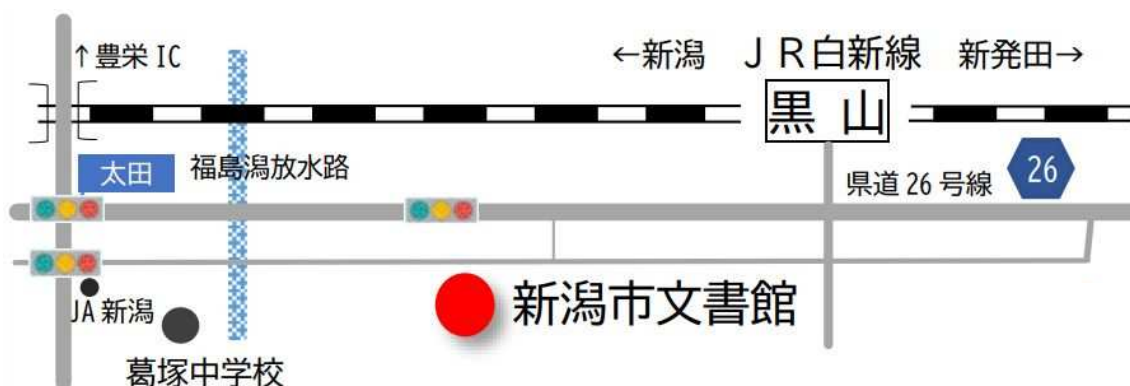 ↑豊栄 IC
←新潟 ＪＲ白新線 新発田→
黒 山
太田
福島潟放水路
県道 26 号線
26
JA 新潟
新潟市文書館
葛塚中学校